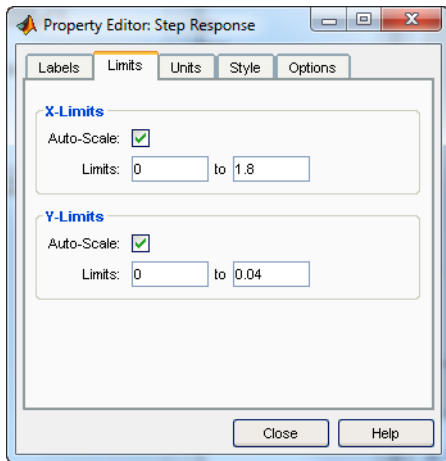 Property Editor: Step Response
Labels Limits Units Style Options
X-Limits
Auto-Scale:
Limits: 0 to 1.8
Y-Limits
Auto-Scale:
Limits: 0 to 0.04
Close Help